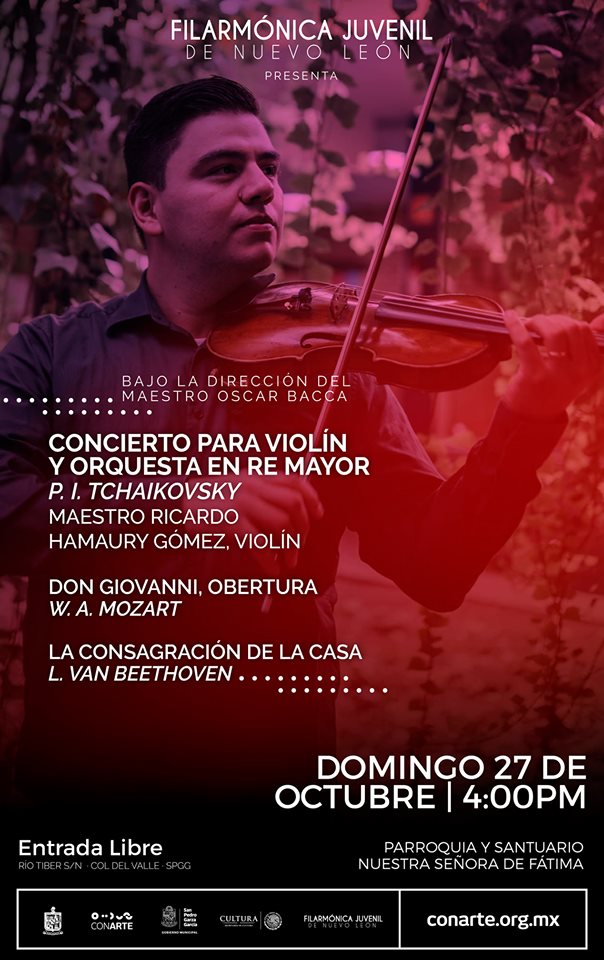 FILARMÓNICA JUVENIL
DE NUEVO LEÓN
PRESENTA
BAJO LA DIRECCIÓN DEL
MAESTRO OSCAR BACCA
CONCIERTO PARA VIOLÍN
Y ORQUESTA EN RE MAYOR
P. I. TCHAIKOVSKY
MAESTRO RICARDO
HAMAURY GÓMEZ, VIOLÍN
DON GIOVANNI, OBERTURA
W. A. MOZART
LA CONSAGRACIÓN DE LA CASA
L. VAN BEETHOVEN
DOMINGO 27 DE
OCTUBRE | 4:00PM
Entrada Libre
RÍO TIBER S/N · COL DEL VALLE · SPGG
PARROQUIA Y SANTUARIO
NUESTRA SEÑORA DE FÁTIMA
CONARTE
San
Pedro
Garza
García
GOBIERNO MUNICIPAL
CULTURA
FILARMÓNICA JUVENIL
DE NUEVO LEÓN
conarte.org.mx